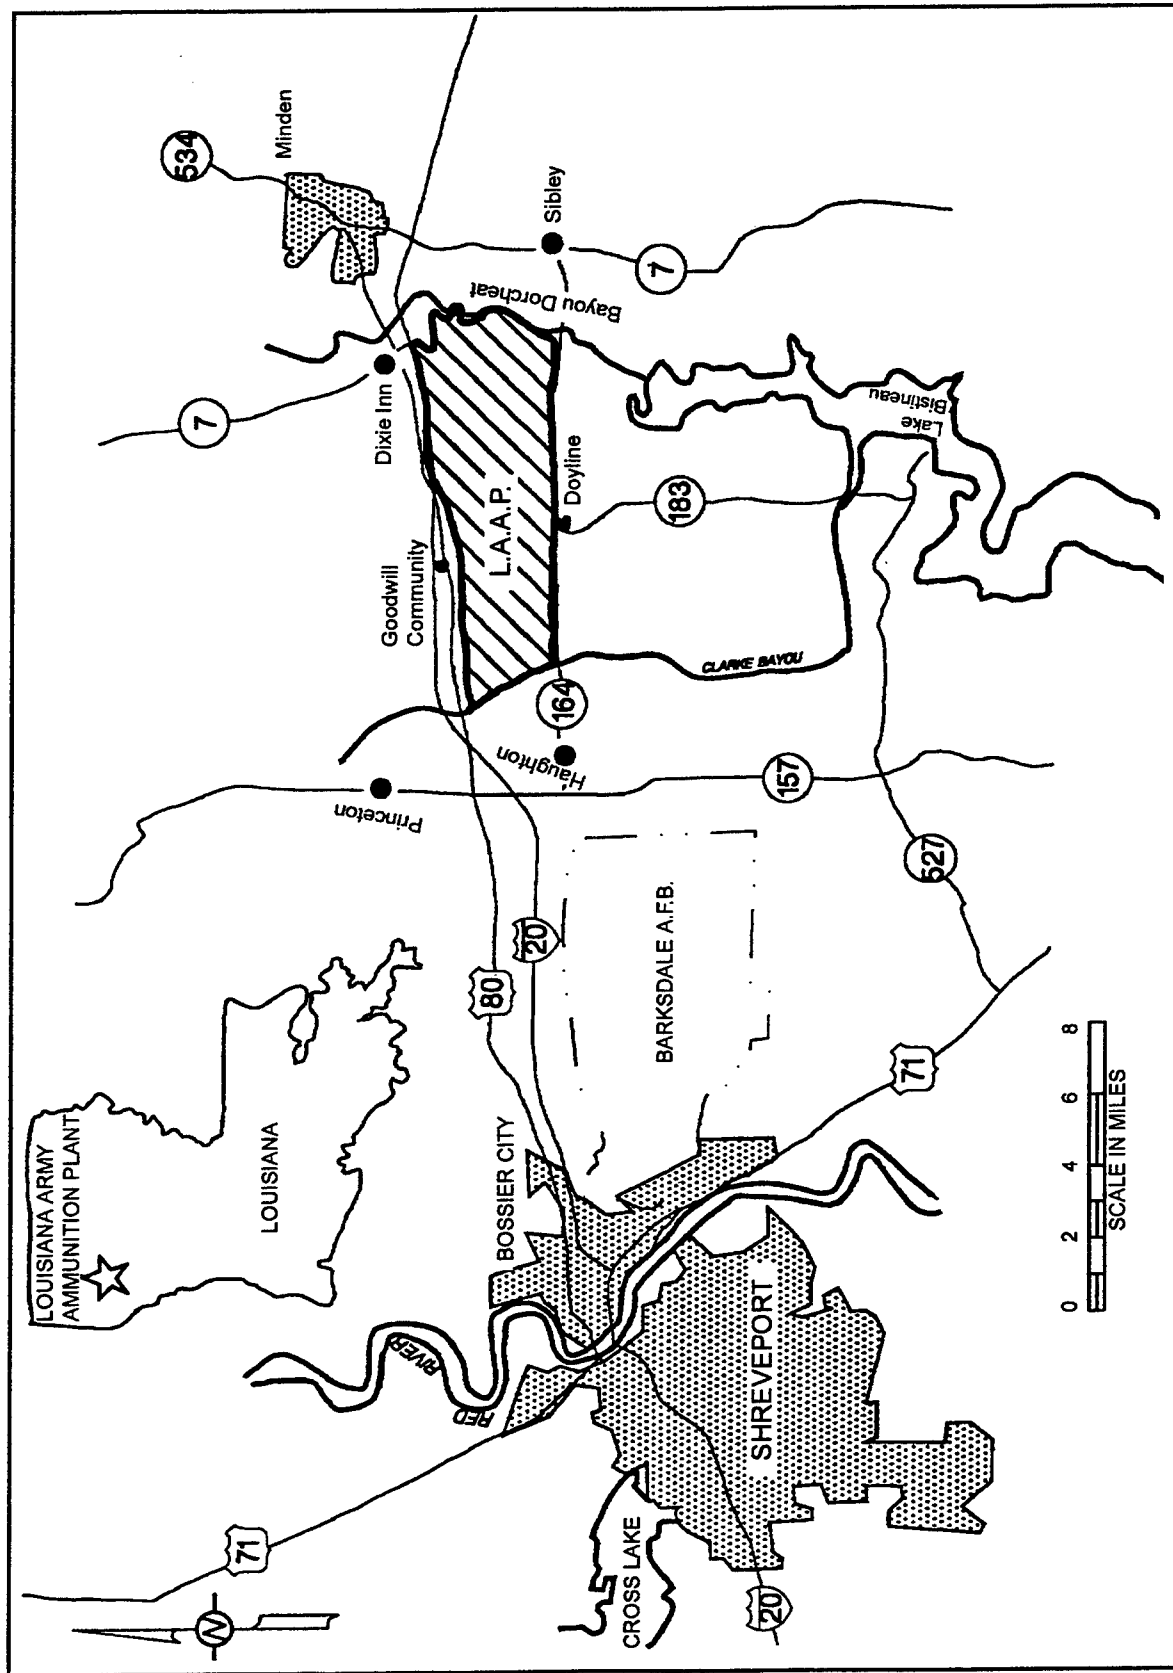 LOUISIANA ARMY
AMMUNITION PLANT
LOUISIANA
N
71
RED
RIVER
BOSSIER CITY
80
20
Princeton
Goodwill
Community
Dixie Inn
7
534
Minden
L.A.A.P.
Bayou Dorcheat
Sibley
7
Haughton
164
Doyline
183
CLARKE BAYOU
Lake
Bistineau
157
527
BARKSDALE A.F.B.
71
CROSS LAKE
SHREVEPORT
20
0 2 4 6 8
SCALE IN MILES